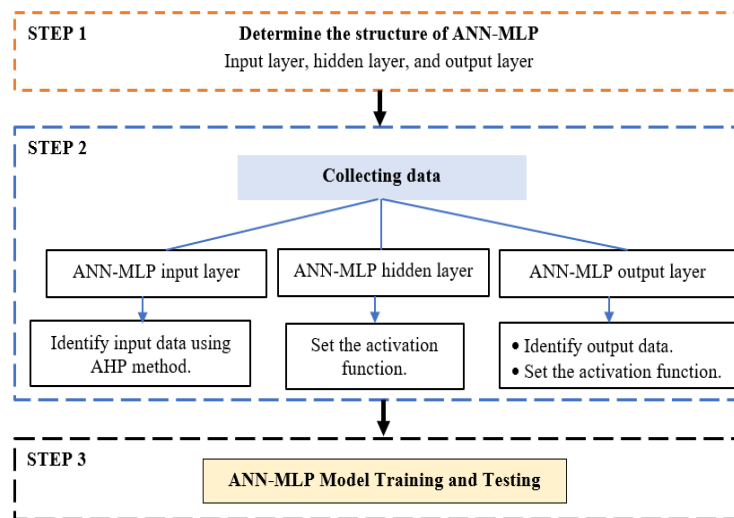 STEP 1
Determine the structure of ANN-MLP
Input layer, hidden layer, and output layer
STEP 2
Collecting data
ANN-MLP input layer
ANN-MLP hidden layer
ANN-MLP output layer
Identify input data using
AHP method.
Set the activation
function.
• Identify output data.
• Set the activation function.
STEP 3
ANN-MLP Model Training and Testing